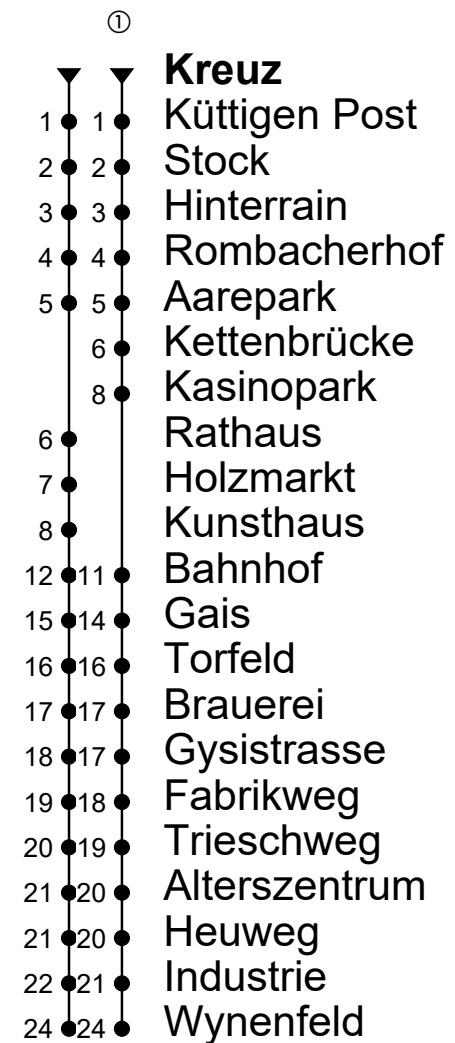 ①
Kreuz
1 1 Küttigen Post
2 2 Stock
3 3 Hinterrain
4 4 Rombacherhof
5 5 Aarepark
6 Kettenbrücke
8 Kasinopark
6 Rathaus
7 Holzmarkt
8 Kunsthaus
12 11 Bahnhof
15 14 Gais
16 16 Torfeld
17 17 Brauerei
18 17 Gysistrasse
19 18 Fabrikweg
20 19 Trieschweg
21 20 Alterszentrum
21 20 Heuweg
22 21 Industrie
24 24 Wynenfeld